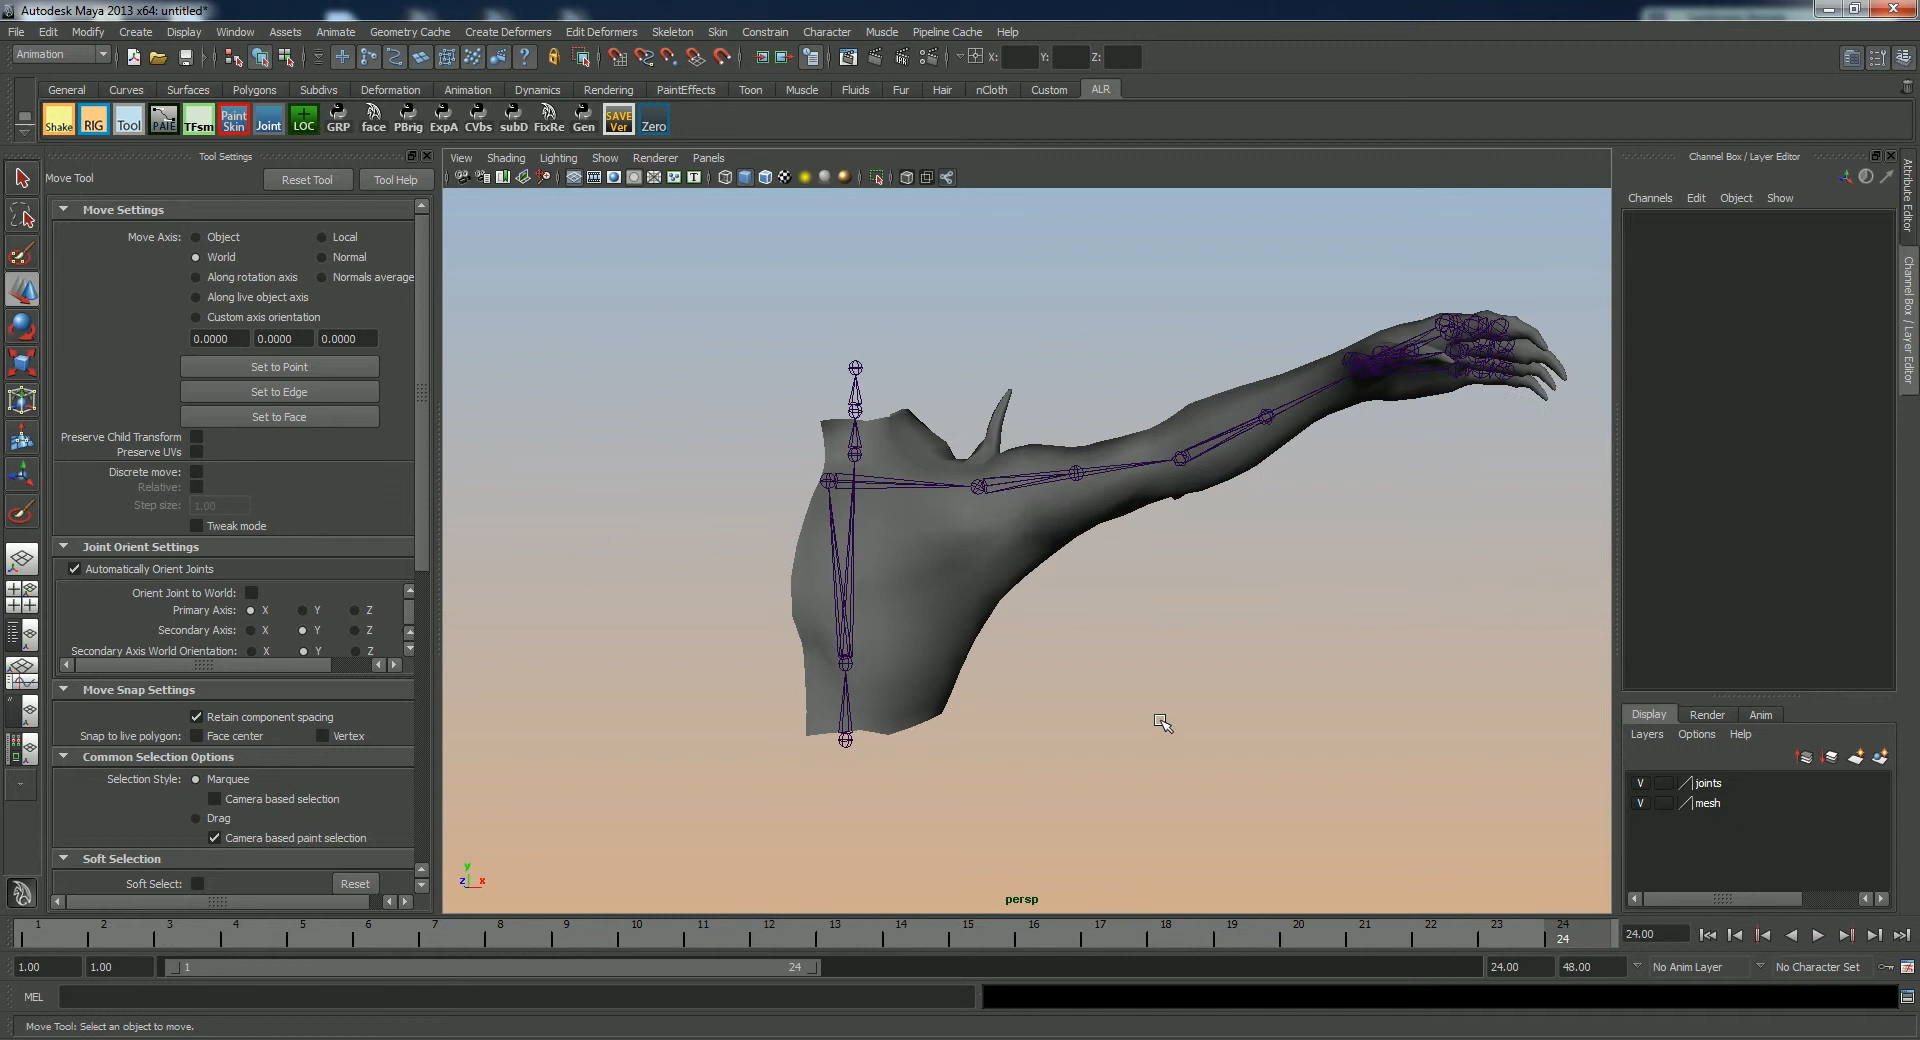 Autodesk Maya 2013 x64: untitled*
File Edit Modify Create Display Window Assets Animate Geometry Cache Create Deformers Edit Deformers Skeleton Skin Constrain Character Muscle Pipeline Cache Help
Animation X: Y: Z:
General Curves Surfaces Polygons Subdivs Deformation Animation Dynamics Rendering PaintEffects Toon Muscle Fluids Fur Hair nCloth Custom ALR
Shake RIG Tool PAIE TFsm Paint Skin Joint LOC GRP face PBrig ExpA CVbs subD FixRe Gen SAVE Ver Zero
Tool Settings
Move Tool Reset Tool Tool Help
Move Settings
Move Axis: Object Local
World Normal
Along rotation axis Normals average
Along live object axis
Custom axis orientation
0.0000 0.0000 0.0000
Set to Point
Set to Edge
Set to Face
Preserve Child Transform
Preserve UVs
Discrete move:
Relative:
Step size: 1.00
Tweak mode
Joint Orient Settings
Automatically Orient Joints
Orient Joint to World:
Primary Axis: X Y Z
Secondary Axis: X Y Z
Secondary Axis World Orientation: X Y Z
Move Snap Settings
Retain component spacing
Snap to live polygon: Face center Vertex
Common Selection Options
Selection Style: Marquee
Camera based selection
Drag
Camera based paint selection
Soft Selection
Soft Select: Reset
View Shading Lighting Show Renderer Panels
y
z x
persp
Channel Box / Layer Editor
Channels Edit Object Show
Attribute Editor
Channel Box / Layer Editor
Display Render Anim
Layers Options Help
V joints
V mesh
1 2 3 4 5 6 7 8 9 10 11 12 13 14 15 16 17 18 19 20 21 22 23 24
24
24.00
1.00 1.00 1 24 24.00 48.00 No Anim Layer No Character Set
MEL
Move Tool: Select an object to move.